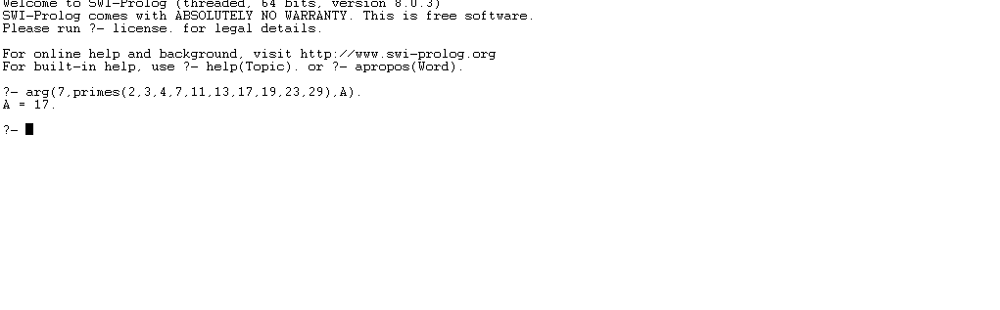 Welcome to SWI-Prolog (threaded, 64 bits, version 8.0.3)
SWI-Prolog comes with ABSOLUTELY NO WARRANTY. This is free software.
Please run ?- license. for legal details.
For online help and background, visit http://www.swi-prolog.org
For built-in help, use ?- help(Topic). or ?- apropos(Word).
?- arg(7,primes(2,3,4,7,11,13,17,19,23,29),A).
A = 17.
?-